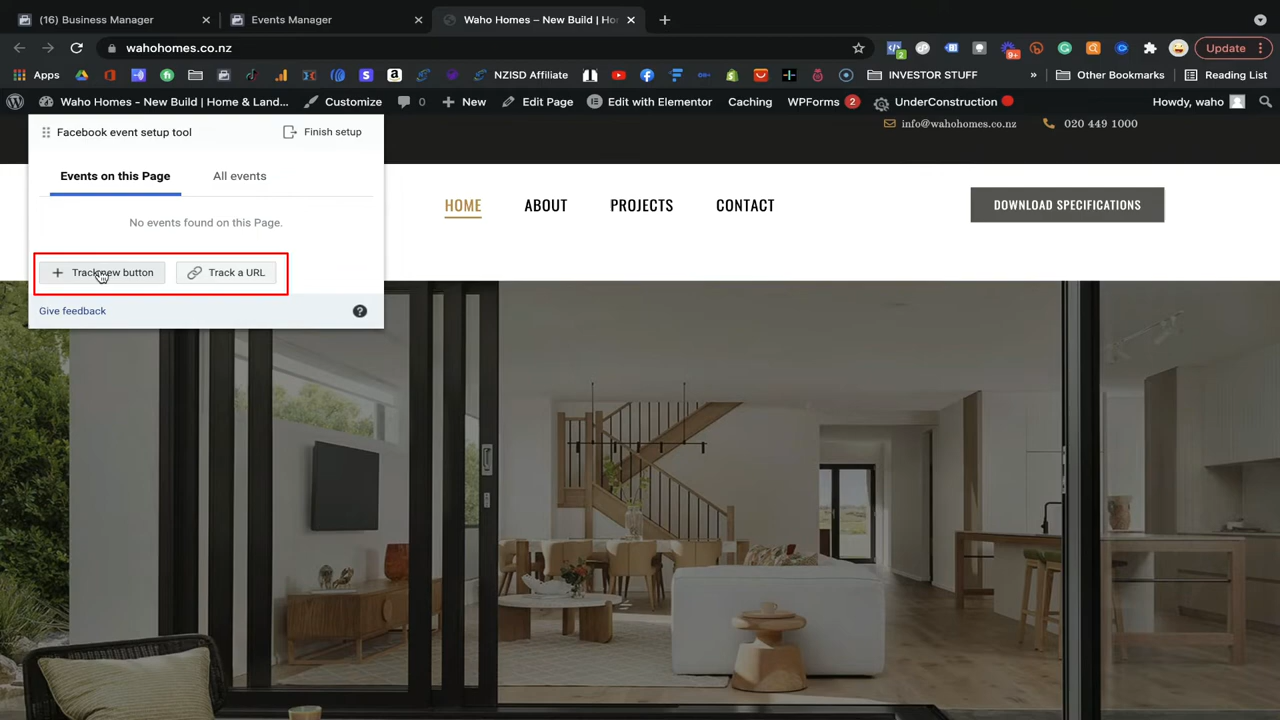 (16) Business Manager
Events Manager
Waho Homes – New Build | Ho
wahohomes.co.nz
2
9+
Update
Apps
NZISD Affiliate
INVESTOR STUFF
»
Other Bookmarks
Reading List
Waho Homes - New Build | Home & Land...
Customize
0
New
Edit Page
Edit with Elementor
Caching
WPForms 2
UnderConstruction
Howdy, waho
Facebook event setup tool
Finish setup
info@wahohomes.co.nz
020 449 1000
Events on this Page
All events
HOME
ABOUT
PROJECTS
CONTACT
DOWNLOAD SPECIFICATIONS
No events found on this Page.
Track new button
Track a URL
Give feedback